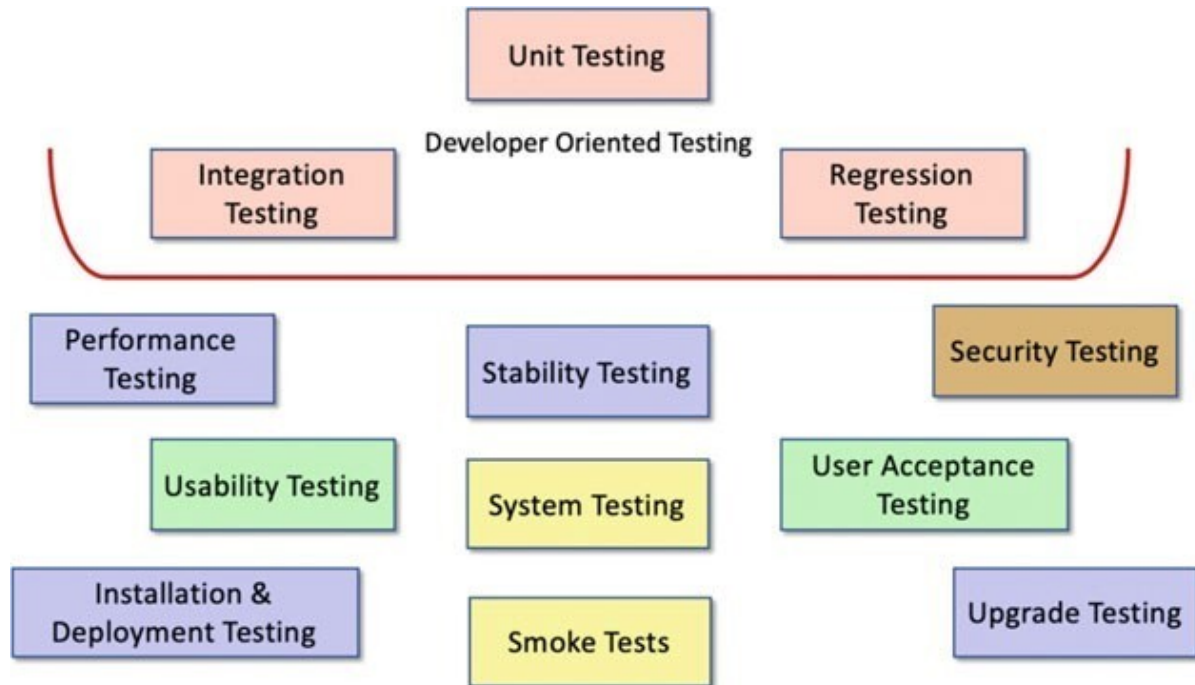 Unit Testing
Developer Oriented Testing
Integration
Testing
Regression
Testing
Performance
Testing
Stability Testing
Security Testing
Usability Testing
System Testing
User Acceptance
Testing
Installation &
Deployment Testing
Smoke Tests
Upgrade Testing